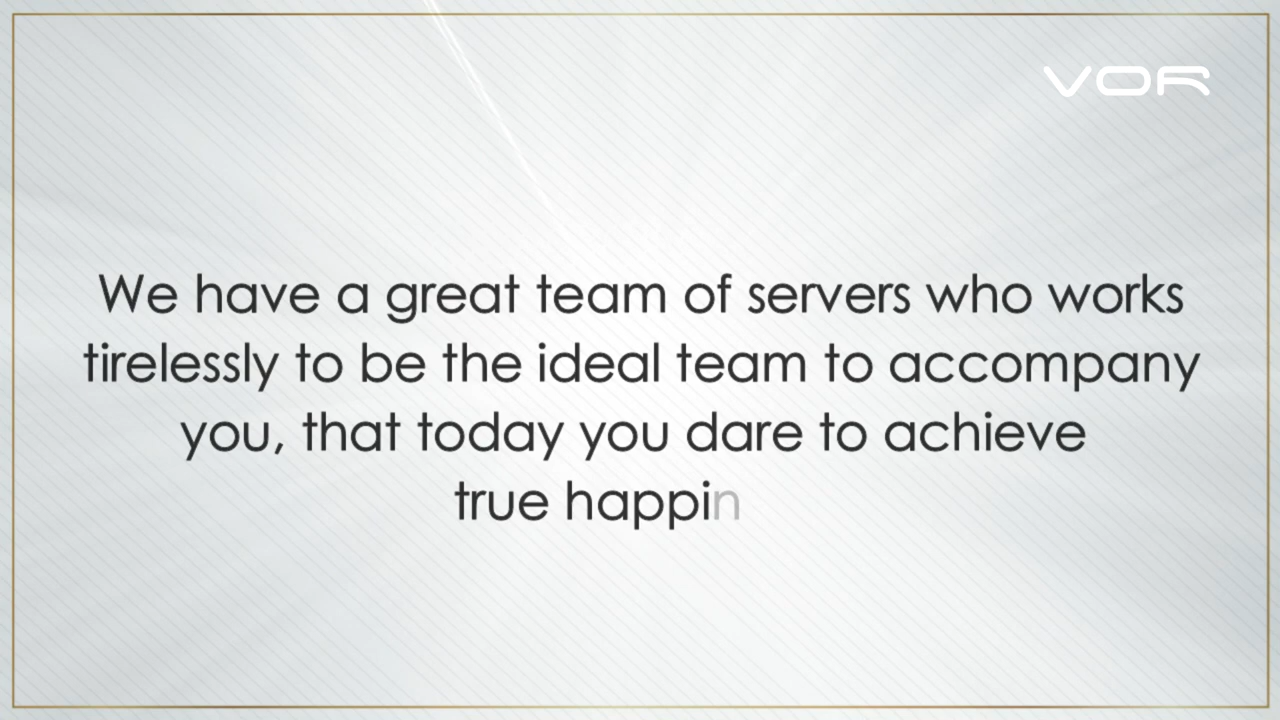 VOR
We have a great team of servers who works
tirelessly to be the ideal team to accompany
you, that today you dare to achieve
true happin